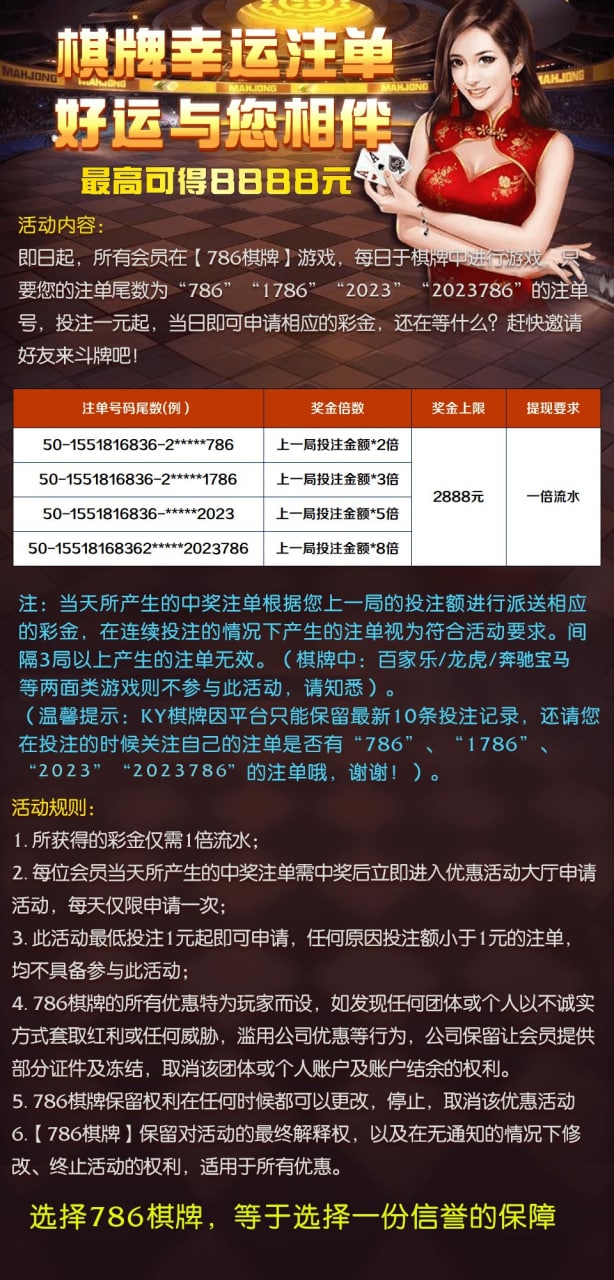 MAHJONG
MAHJONG
MAHJONG
MAHJONG
棋牌幸运注单
好运与您相伴
最高可得8888元
活动内容：
即日起，所有会员在【786棋牌】游戏，每日于棋牌中进行游戏，只
要您的注单尾数为“786”“1786”“2023”“2023786”的注单
号，投注一元起，当日即可申请相应的彩金，还在等什么？赶快邀请
好友来斗牌吧！
注单号码尾数(例） 奖金倍数 奖金上限 提现要求
50-1551816836-2*****786 上一局投注金额*2倍
50-1551816836-2*****1786 上一局投注金额*3倍
2888元 一倍流水
50-1551816836-*****2023 上一局投注金额*5倍
50-15518168362*****2023786 上一局投注金额*8倍
注：当天所产生的中奖注单根据您上一局的投注额进行派送相应
的彩金，在连续投注的情况下产生的注单视为符合活动要求。间
隔3局以上产生的注单无效。（棋牌中：百家乐/龙虎/奔驰宝马
等两面类游戏则不参与此活动，请知悉）。
（温馨提示：KY棋牌因平台只能保留最新10条投注记录，还请您
在投注的时候关注自己的注单是否有“786”、“1786”、
“2023”“2023786”的注单哦，谢谢！）。
活动规则：
1. 所获得的彩金仅需1倍流水；
2. 每位会员当天所产生的中奖注单需中奖后立即进入优惠活动大厅申请
活动，每天仅限申请一次；
3. 此活动最低投注1元起即可申请，任何原因投注额小于1元的注单，
均不具备参与此活动；
4. 786棋牌的所有优惠特为玩家而设，如发现任何团体或个人以不诚实
方式套取红利或任何威胁，滥用公司优惠等行为，公司保留让会员提供
部分证件及冻结，取消该团体或个人账户及账户结余的权利。
5. 786棋牌保留权利在任何时候都可以更改，停止，取消该优惠活动
6.【786棋牌】保留对活动的最终解释权，以及在无通知的情况下修
改、终止活动的权利，适用于所有优惠。
选择786棋牌，等于选择一份信誉的保障